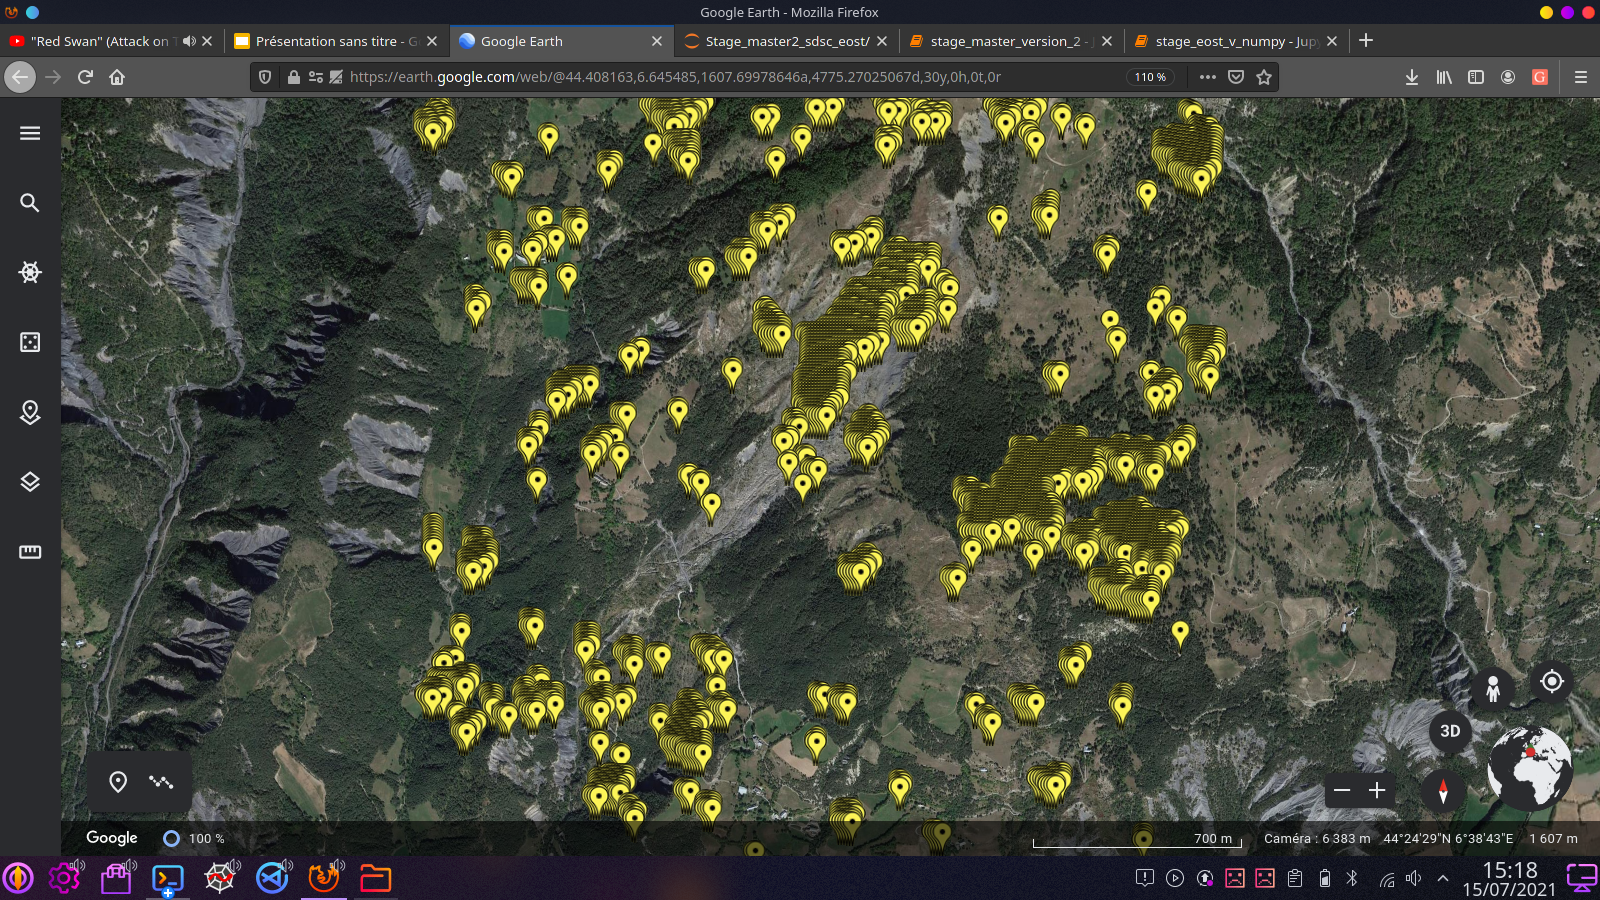 Google Earth - Mozilla Firefox
"Red Swan" (Attack on T
Présentation sans titre - G
Google Earth
Stage_master2_sdsc_eost/
stage_master_version_2 - J
stage_eost_v_numpy - Jup
https://earth.google.com/web/@44.408163,6.645485,1607.69978646a,4775.27025067d,30y,0h,0t,0r
110 %
G
3D
Google
100 %
700 m
Caméra : 6 383 m
44°24'29"N 6°38'43"E
1 607 m
15:18
15/07/2021